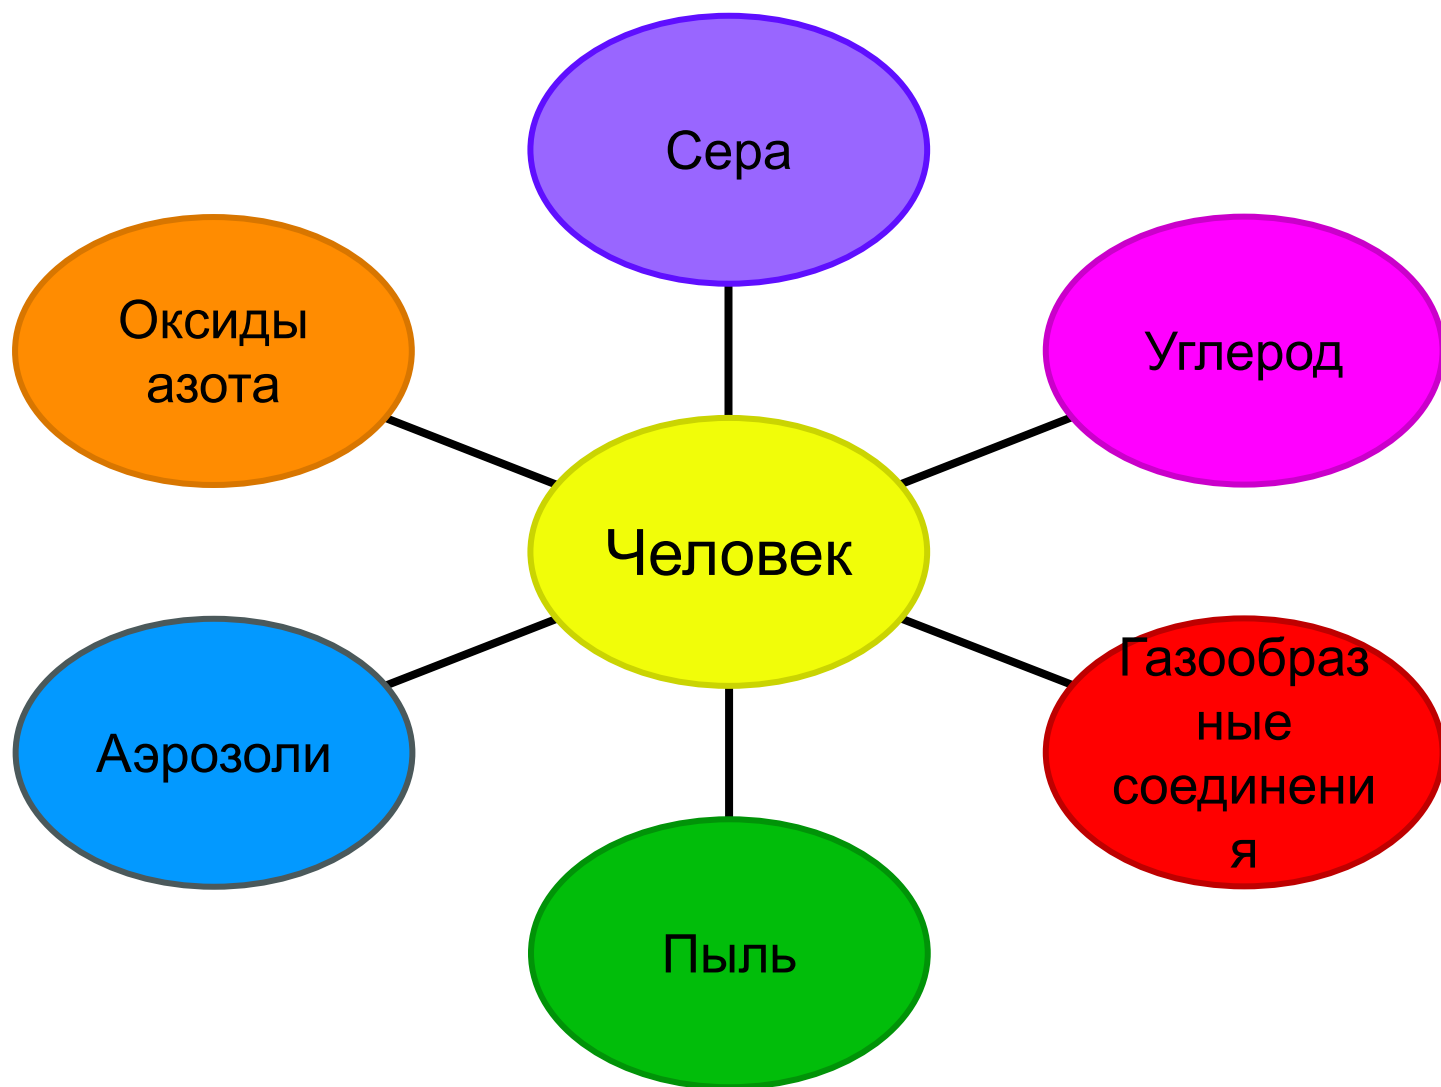 Сера
Оксиды
азота
Углерод
Человек
Аэрозоли
Газообраз
ные
соединени
я
Пыль